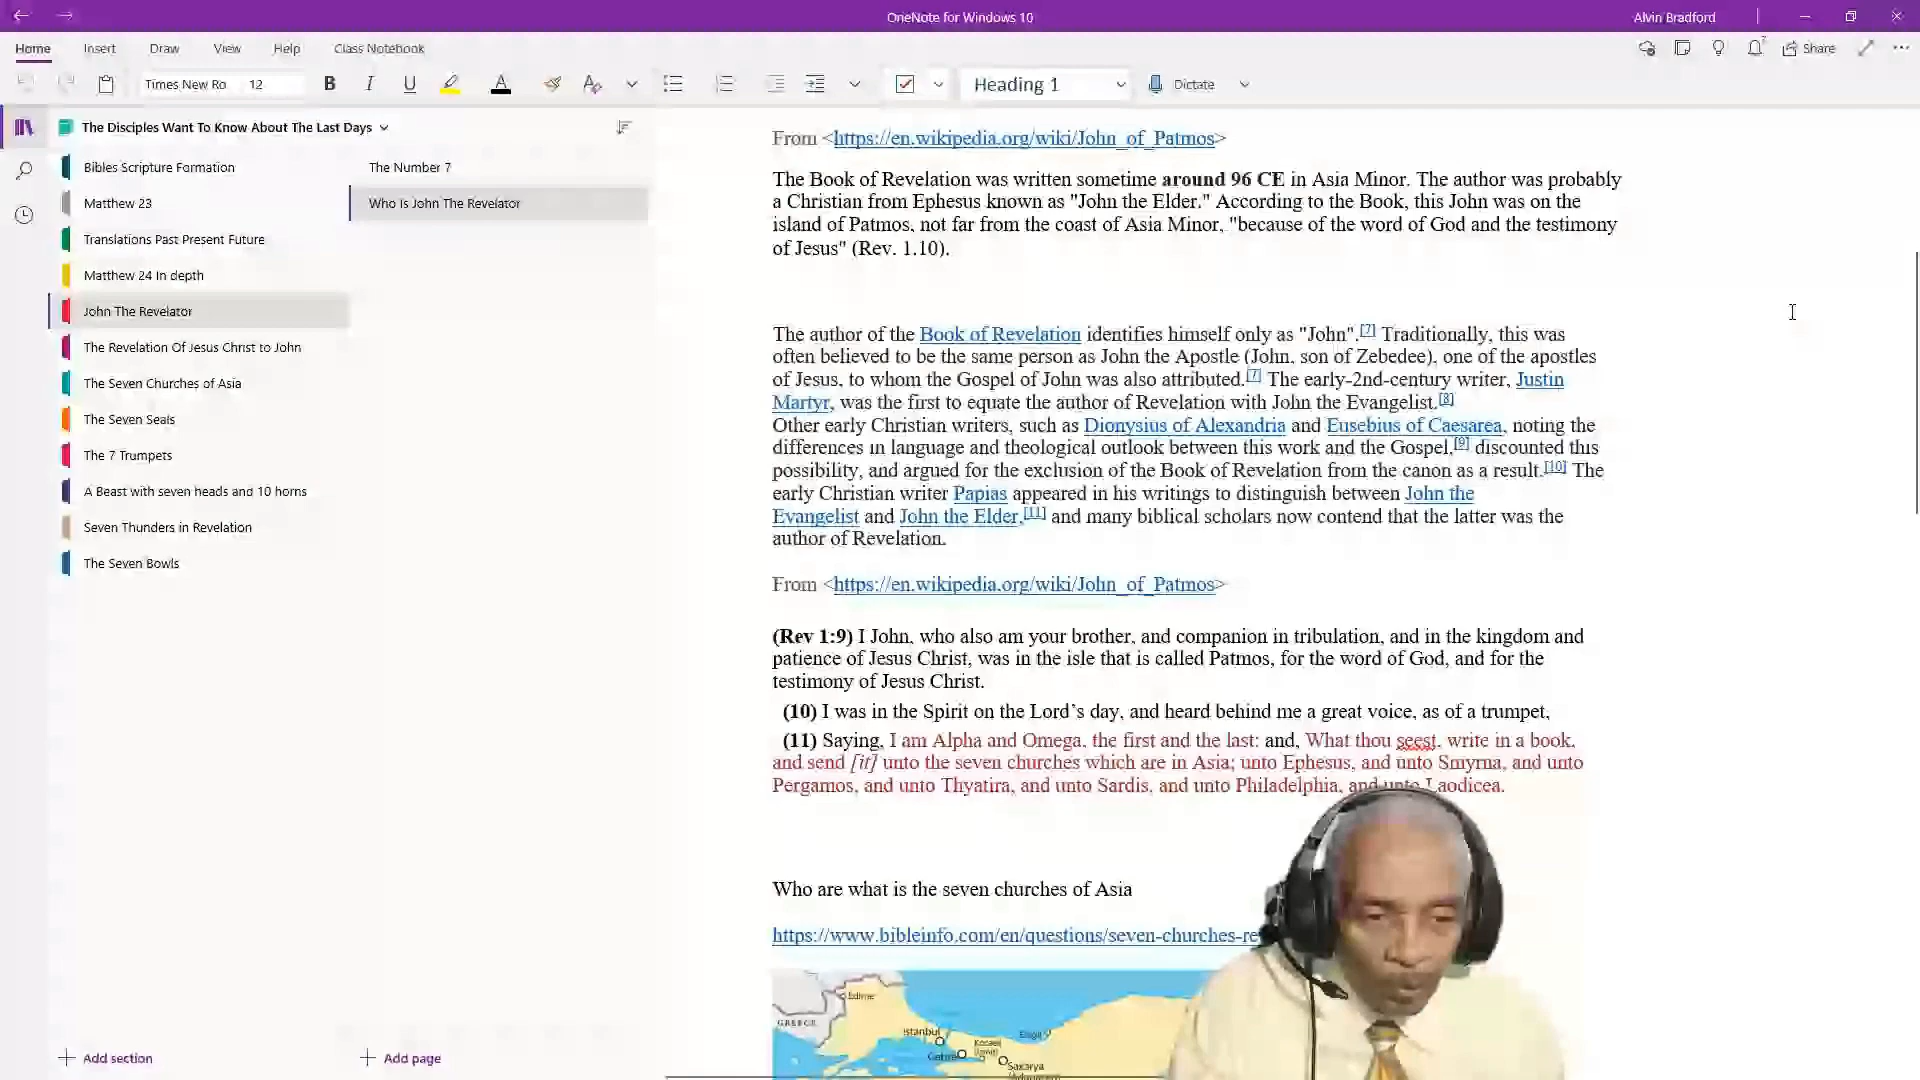 OneNote for Windows 10
Alvin Bradford
Home Insert Draw View Help Class Notebook
Share
Times New Ro 12 B I U A Heading 1 Dictate
The Disciples Want To Know About The Last Days
Bibles Scripture Formation
Matthew 23
Translations Past Present Future
Matthew 24 In depth
John The Revelator
The Revelation Of Jesus Christ to John
The Seven Churches of Asia
The Seven Seals
The 7 Trumpets
A Beast with seven heads and 10 horns
Seven Thunders in Revelation
The Seven Bowls
Add section
The Number 7
Who Is John The Revelator
Add page
From <https://en.wikipedia.org/wiki/John_of_Patmos>
The Book of Revelation was written sometime around 96 CE in Asia Minor. The author was probably
a Christian from Ephesus known as "John the Elder." According to the Book, this John was on the
island of Patmos, not far from the coast of Asia Minor, "because of the word of God and the testimony
of Jesus" (Rev. 1.10).
The author of the Book of Revelation identifies himself only as "John".[7] Traditionally, this was
often believed to be the same person as John the Apostle (John, son of Zebedee), one of the apostles
of Jesus, to whom the Gospel of John was also attributed.[7] The early-2nd-century writer, Justin
Martyr, was the first to equate the author of Revelation with John the Evangelist.[8]
Other early Christian writers, such as Dionysius of Alexandria and Eusebius of Caesarea, noting the
differences in language and theological outlook between this work and the Gospel,[9] discounted this
possibility, and argued for the exclusion of the Book of Revelation from the canon as a result.[10] The
early Christian writer Papias appeared in his writings to distinguish between John the
Evangelist and John the Elder,[11] and many biblical scholars now contend that the latter was the
author of Revelation.
From <https://en.wikipedia.org/wiki/John_of_Patmos>
(Rev 1:9) I John, who also am your brother, and companion in tribulation, and in the kingdom and
patience of Jesus Christ, was in the isle that is called Patmos, for the word of God, and for the
testimony of Jesus Christ.
(10) I was in the Spirit on the Lord’s day, and heard behind me a great voice, as of a trumpet,
(11) Saying, I am Alpha and Omega, the first and the last: and, What thou seest, write in a book,
and send [it] unto the seven churches which are in Asia; unto Ephesus, and unto Smyrna, and unto
Pergamos, and unto Thyatira, and unto Sardis, and unto Philadelphia, and unto Laodicea.
Who are what is the seven churches of Asia
https://www.bibleinfo.com/en/questions/seven-churches-re
Edirne
GREECE
Istanbul
Gebze
Kocaeli
Sakarya